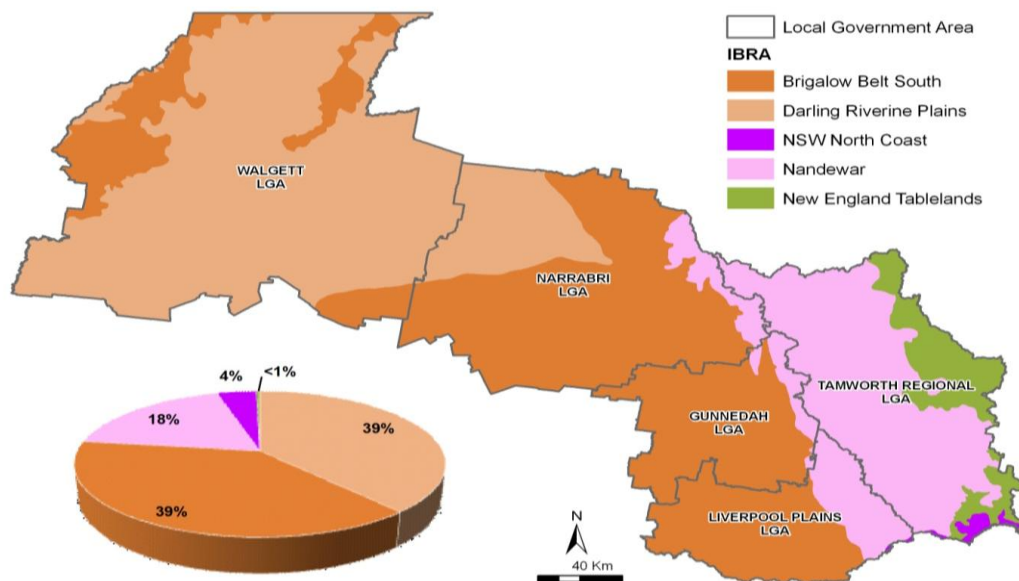 Local Government Area
IBRA
Brigalow Belt South
Darling Riverine Plains
NSW North Coast
Nandewar
New England Tablelands
WALGETT
LGA
NARRABRI
LGA
TAMWORTH REGIONAL
LGA
GUNNEDAH
LGA
LIVERPOOL PLAINS
LGA
4%
<1%
18%
39%
39%
N
40 Km